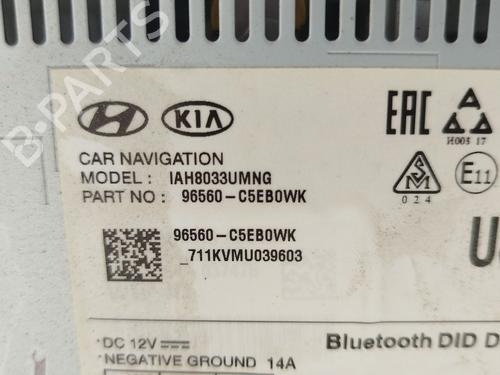 B-PARTS
KIA
EAC
H005 17
CAR NAVIGATION
MODEL : IAH8033UMNG
PART NO : 96560-C5EB0WK
SM
024
E11
96560-C5EB0WK
_711KVMU039603
DC 12V
Bluetooth DID D
NEGATIVE GROUND 14A